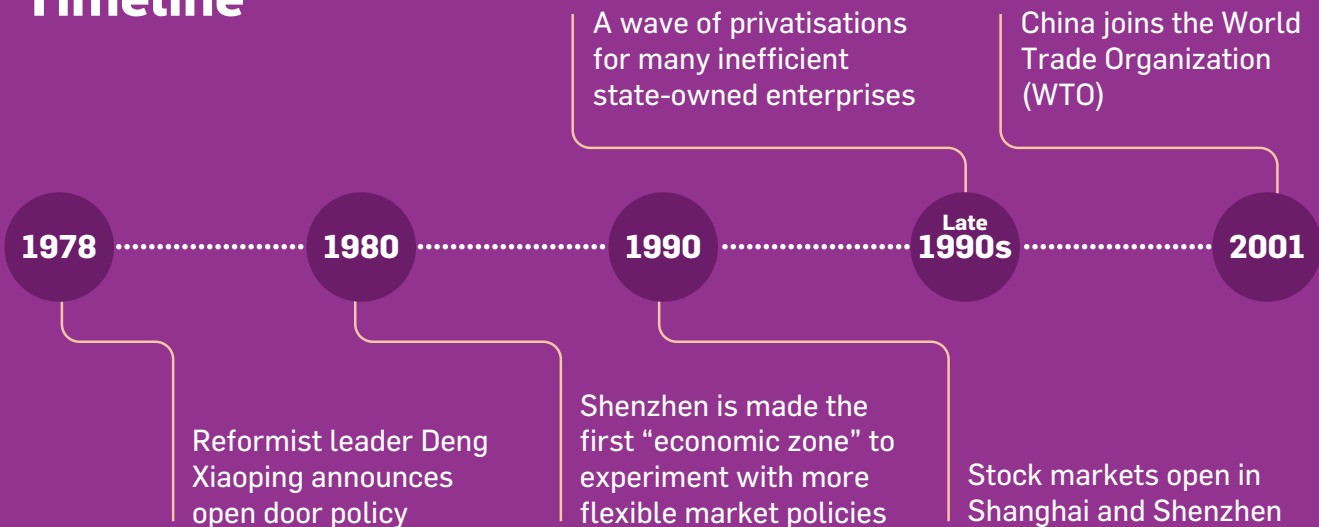 Timeline
A wave of privatisations
for many inefficient
state-owned enterprises
China joins the World
Trade Organization
(WTO)
1978
1980
1990
Late
1990s
2001
Reformist leader Deng
Xiaoping announces
open door policy
Shenzhen is made the
first “economic zone” to
experiment with more
flexible market policies
Stock markets open in
Shanghai and Shenzhen